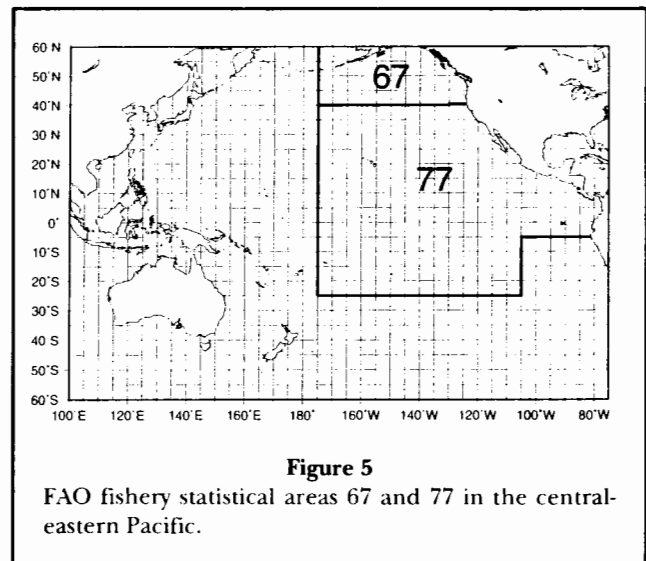 60 N
50 N
40 N
30 N
20 N
10 N
0°
10°S
20°S
30°S
40 S
50°S
60°S
67
77
100°E 120°E 140°E 160°E 180° 160°W 140°W 120°W 100°W 80°W
Figure 5
FAO fishery statistical areas 67 and 77 in the central-
eastern Pacific.